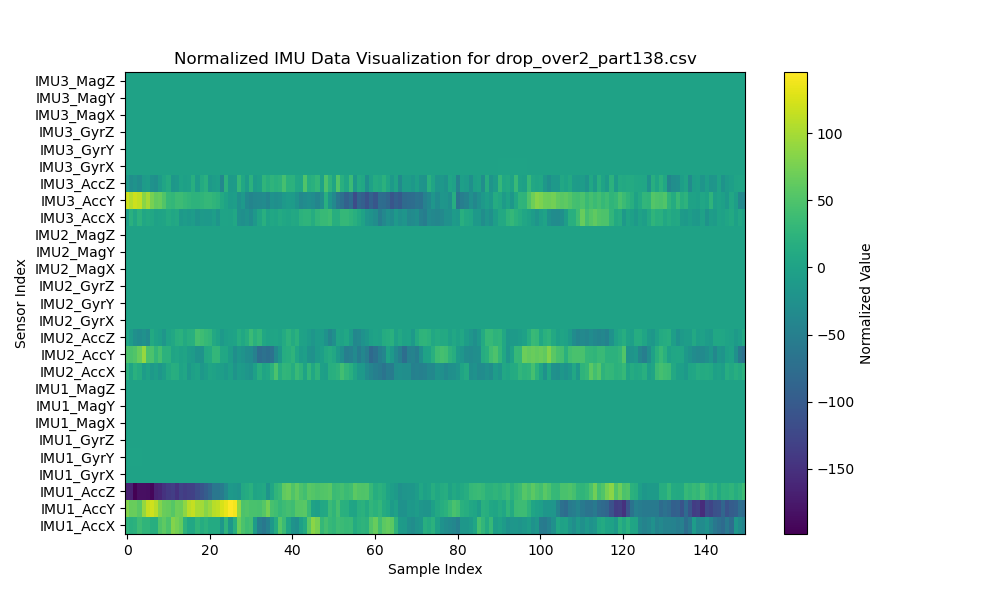 Normalized IMU Data Visualization for drop_over2_part138.csv
IMU3_MagZ
IMU3_MagY
IMU3_MagX
IMU3_GyrZ
IMU3_GyrY
IMU3_GyrX
IMU3_AccZ
IMU3_AccY
IMU3_AccX
IMU2_MagZ
IMU2_MagY
IMU2_MagX
IMU2_GyrZ
IMU2_GyrY
IMU2_GyrX
IMU2_AccZ
IMU2_AccY
IMU2_AccX
IMU1_MagZ
IMU1_MagY
IMU1_MagX
IMU1_GyrZ
IMU1_GyrY
IMU1_GyrX
IMU1_AccZ
IMU1_AccY
IMU1_AccX
Sensor Index
0 20 40 60 80 100 120 140
Sample Index
100
50
0
−50
−100
−150
Normalized Value